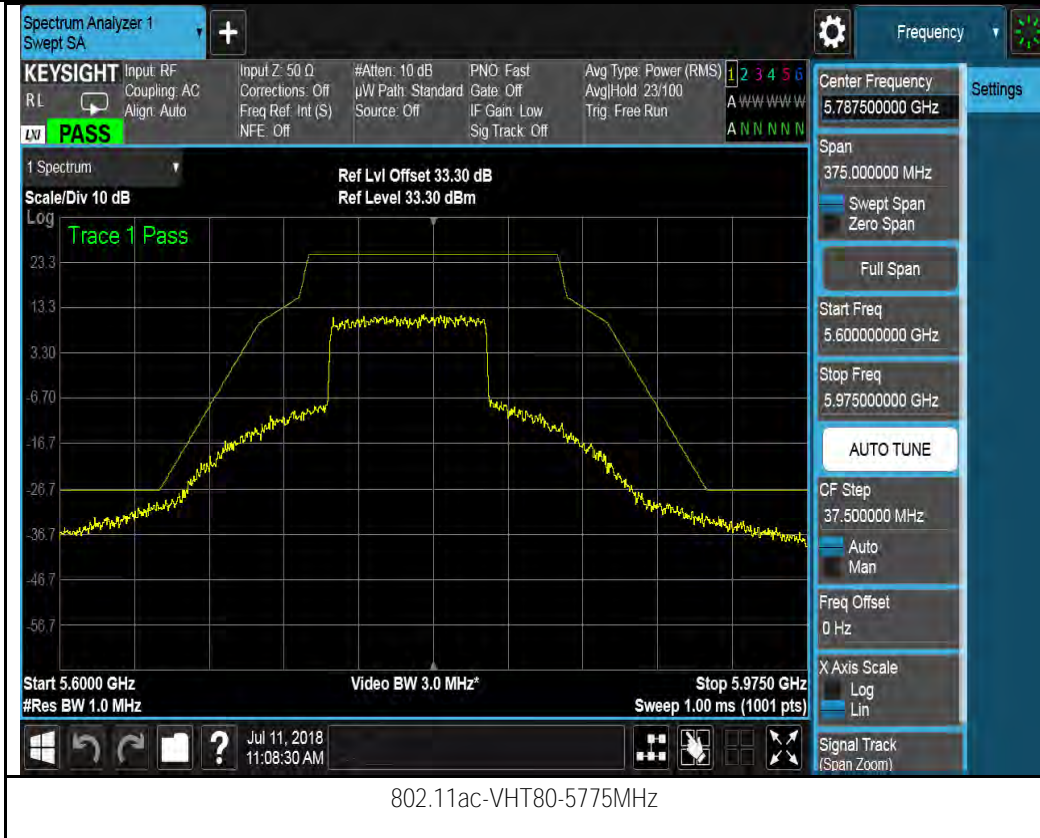 Spectrum Analyzer 1
Swept SA
+
Frequency
KEYSIGHT
RL
LXI PASS
Input: RF
Coupling: AC
Align: Auto
Input Z: 50 Ω
Corrections: Off
Freq Ref: Int (S)
NFE: Off
#Atten: 10 dB
µW Path: Standard
Source: Off
PNO: Fast
Gate: Off
IF Gain: Low
Sig Track: Off
Avg Type: Power (RMS)
Avg|Hold: 23/100
Trig: Free Run
1 2 3 4 5 6
A W W W W W
A N N N N N
Center Frequency
5.787500000 GHz
Settings
Span
375.000000 MHz
Swept Span
Zero Span
Full Span
Start Freq
5.600000000 GHz
Stop Freq
5.975000000 GHz
AUTO TUNE
CF Step
37.500000 MHz
Auto
Man
Freq Offset
0 Hz
X Axis Scale
Log
Lin
Signal Track
(Span Zoom)
1 Spectrum
Scale/Div 10 dB
Ref Lvl Offset 33.30 dB
Ref Level 33.30 dBm
Log
Trace 1 Pass
23.3
13.3
3.30
-6.70
-16.7
-26.7
-36.7
-46.7
-56.7
Start 5.6000 GHz
#Res BW 1.0 MHz
Video BW 3.0 MHz*
Stop 5.9750 GHz
Sweep 1.00 ms (1001 pts)
?
Jul 11, 2018
11:08:30 AM
802.11ac-VHT80-5775MHz